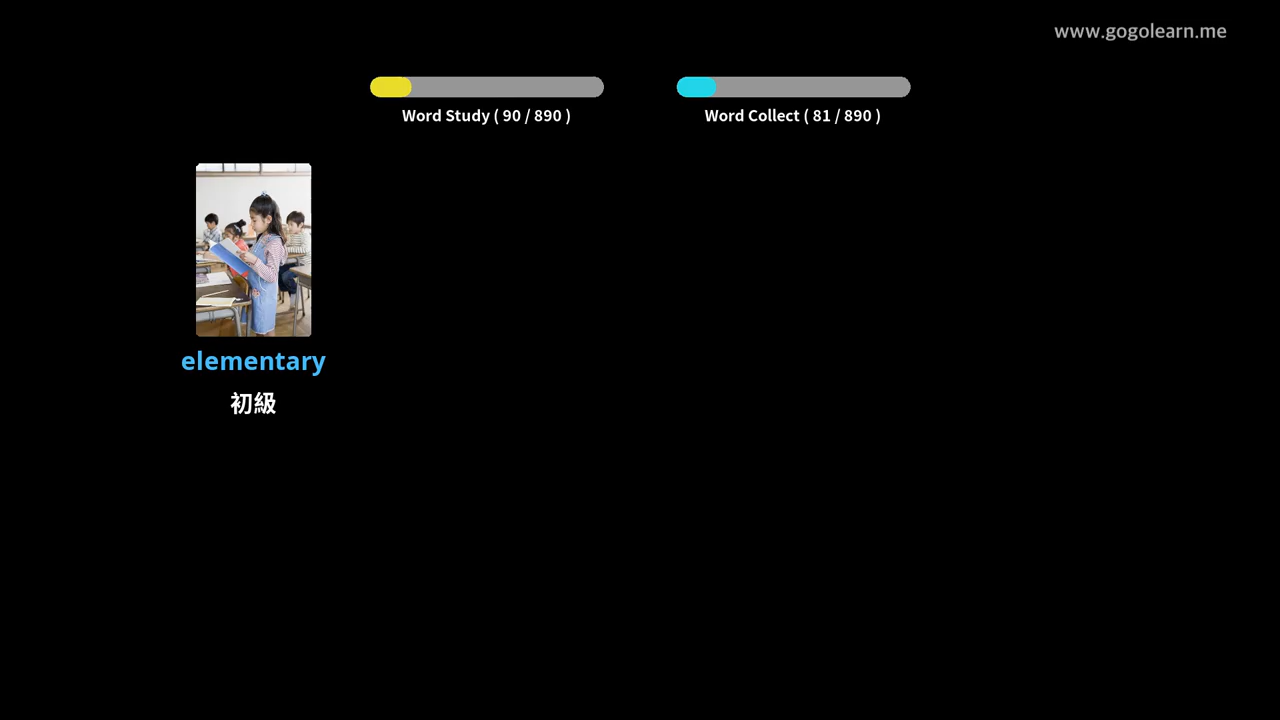 www.gogolearn.me
Word Study ( 90 / 890 )
Word Collect ( 81 / 890 )
elementary
初級